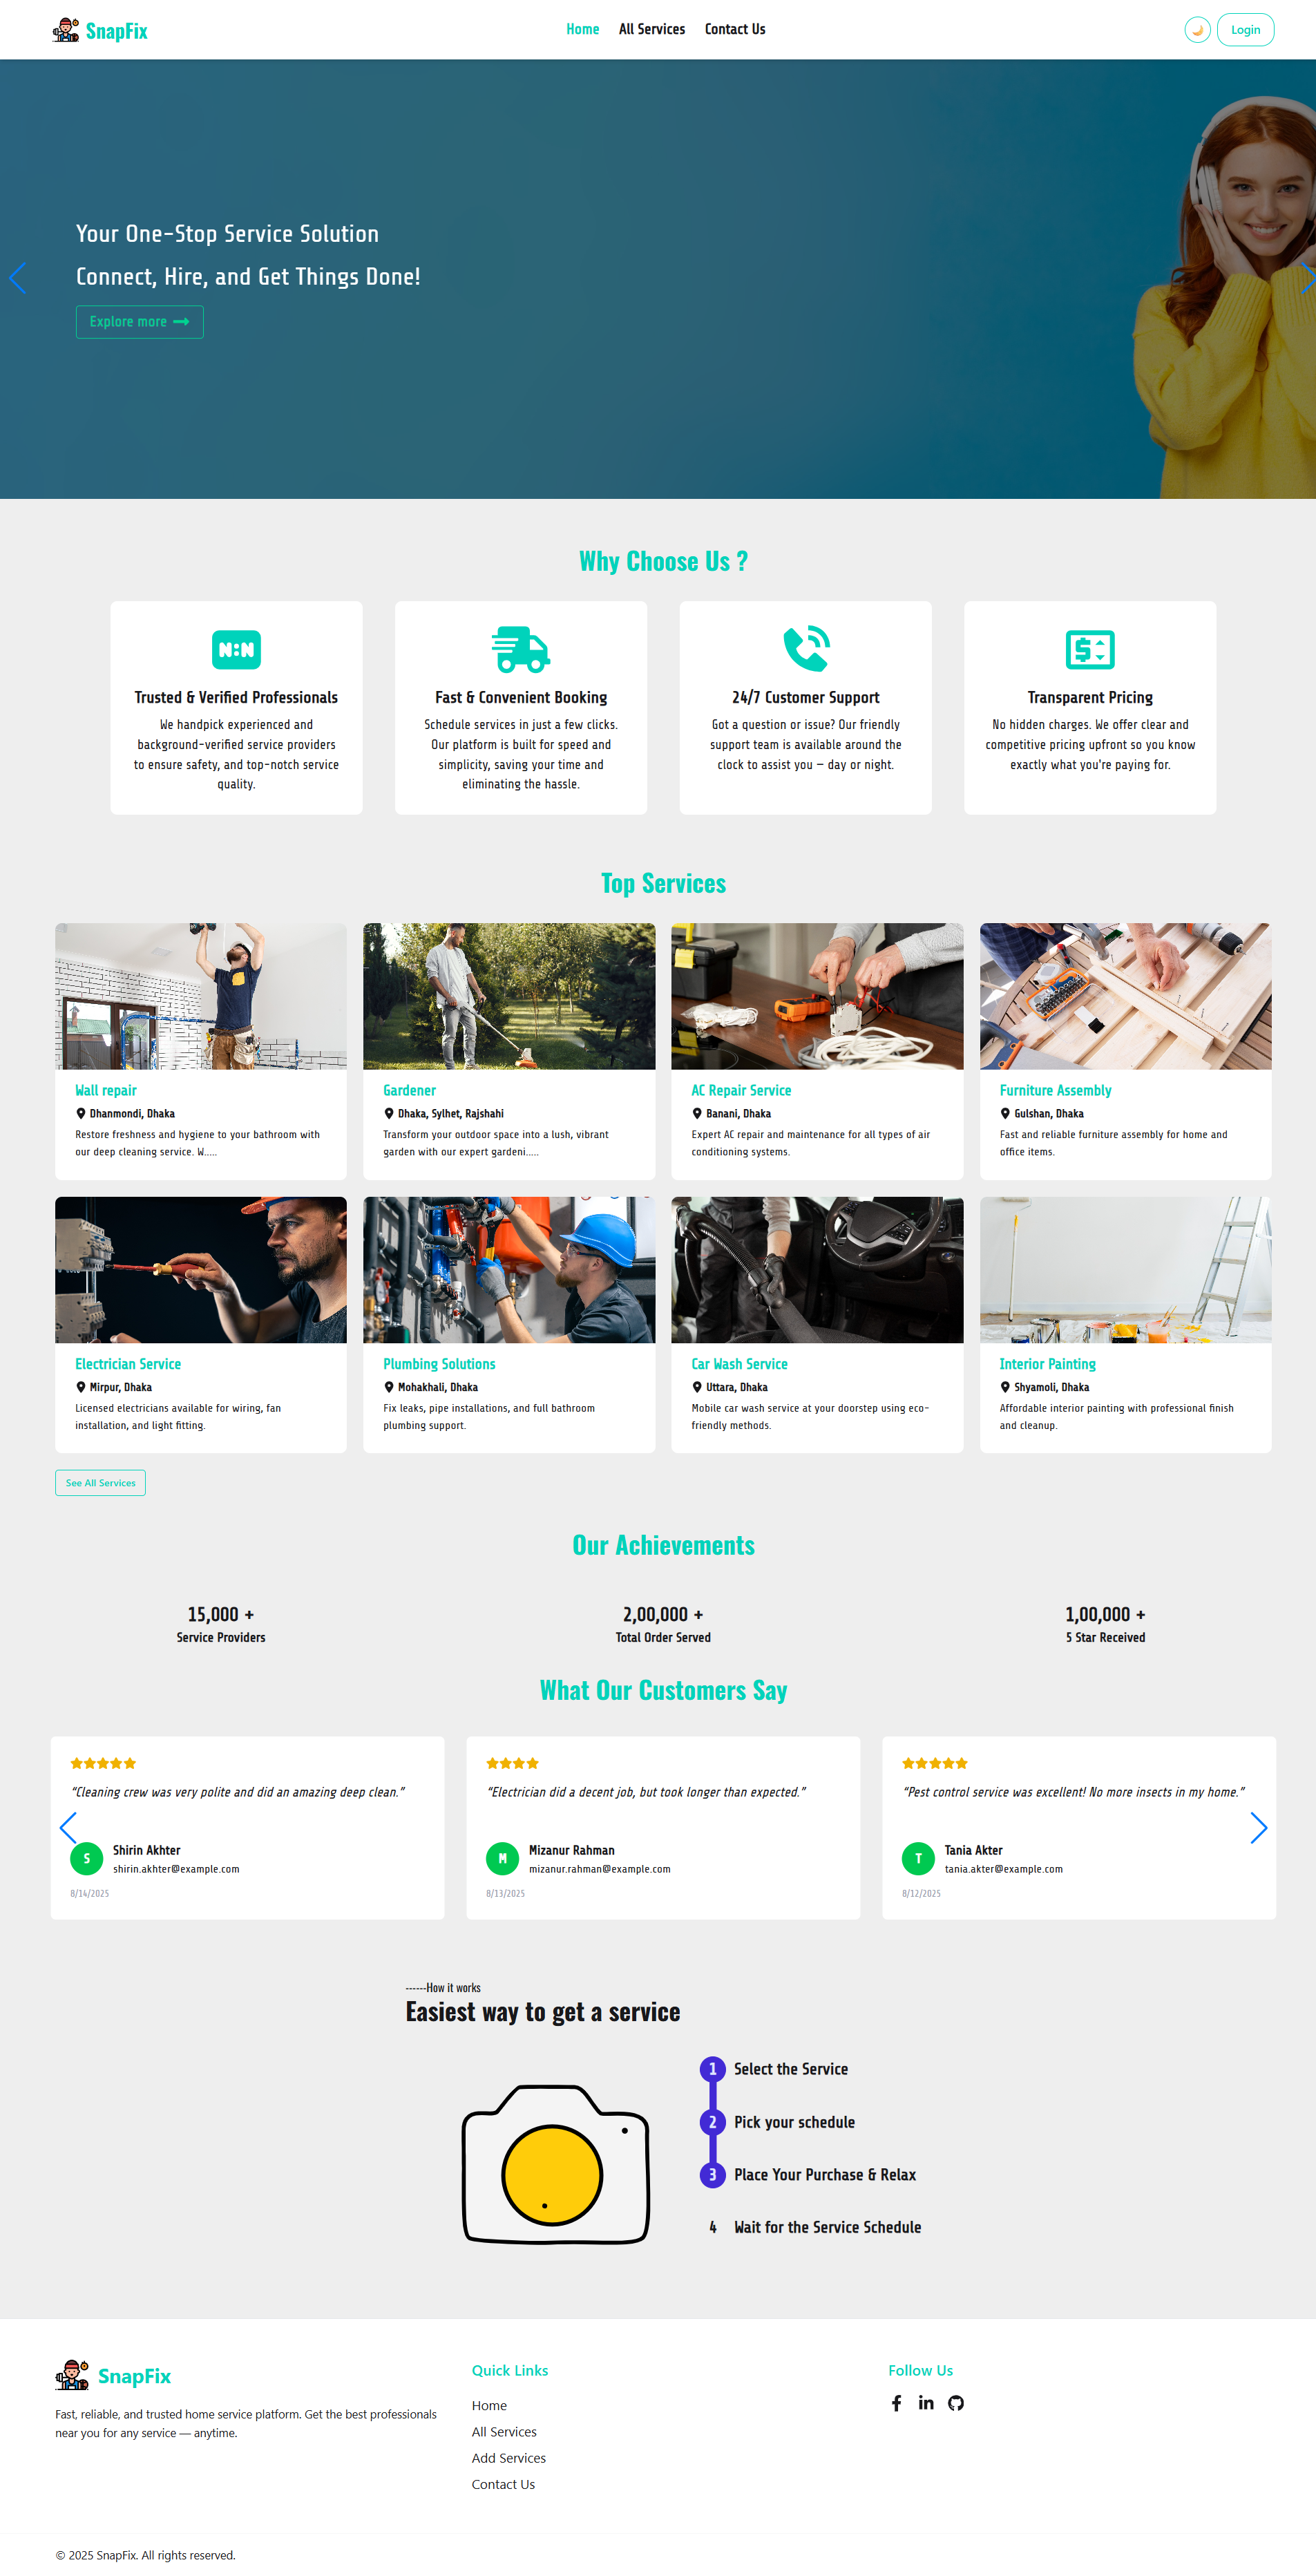 SnapFix
Home All Services Contact Us
Login
Your One-Stop Service Solution
Connect, Hire, and Get Things Done!
Explore more
Why Choose Us ?
N:N
Trusted & Verified Professionals
We handpick experienced and
background-verified service providers
to ensure safety, and top-notch service
quality.
Fast & Convenient Booking
Schedule services in just a few clicks.
Our platform is built for speed and
simplicity, saving your time and
eliminating the hassle.
24/7 Customer Support
Got a question or issue? Our friendly
support team is available around the
clock to assist you – day or night.
$
Transparent Pricing
No hidden charges. We offer clear and
competitive pricing upfront so you know
exactly what you're paying for.
Top Services
Wall repair
Dhanmondi, Dhaka
Restore freshness and hygiene to your bathroom with
our deep cleaning service. W.....
Gardener
Dhaka, Sylhet, Rajshahi
Transform your outdoor space into a lush, vibrant
garden with our expert gardeni.....
AC Repair Service
Banani, Dhaka
Expert AC repair and maintenance for all types of air
conditioning systems.
Furniture Assembly
Gulshan, Dhaka
Fast and reliable furniture assembly for home and
office items.
Electrician Service
Mirpur, Dhaka
Licensed electricians available for wiring, fan
installation, and light fitting.
Plumbing Solutions
Mohakhali, Dhaka
Fix leaks, pipe installations, and full bathroom
plumbing support.
Car Wash Service
Uttara, Dhaka
Mobile car wash service at your doorstep using eco-
friendly methods.
Interior Painting
Shyamoli, Dhaka
Affordable interior painting with professional finish
and cleanup.
See All Services
Our Achievements
15,000 +
Service Providers
2,00,000 +
Total Order Served
1,00,000 +
5 Star Received
What Our Customers Say
“Cleaning crew was very polite and did an amazing deep clean.”
S
Shirin Akhter
shirin.akhter@example.com
8/14/2025
“Electrician did a decent job, but took longer than expected.”
M
Mizanur Rahman
mizanur.rahman@example.com
8/13/2025
“Pest control service was excellent! No more insects in my home.”
T
Tania Akter
tania.akter@example.com
8/12/2025
------How it works
Easiest way to get a service
1 Select the Service
2 Pick your schedule
3 Place Your Purchase & Relax
4 Wait for the Service Schedule
SnapFix
Fast, reliable, and trusted home service platform. Get the best professionals
near you for any service — anytime.
Quick Links
Home
All Services
Add Services
Contact Us
Follow Us
© 2025 SnapFix. All rights reserved.